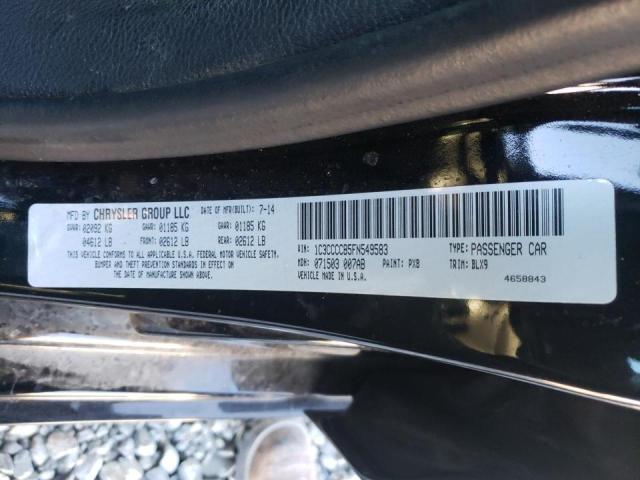 MFD BY CHRYSLER GROUP LLC DATE OF MFR(BUILT): 7-14
GVWR: 02092 KG GAWR: 01185 KG GAWR: 01185 KG
04612 LB FRONT: 02612 LB REAR: 02612 LB
THIS VEHICLE CONFORMS TO ALL APPLICABLE U.S.A. FEDERAL MOTOR VEHICLE SAFETY,
BUMPER AND THEFT PREVENTION STANDARDS IN EFFECT ON THE
DATE OF MANUFACTURE SHOWN ABOVE.
VIN: 1C3CCCCB5FN549583 TYPE: PASSENGER CAR
MDH: 071503 007AB PAINT: PX8 TRIM: BLX9
VEHICLE MADE IN U.S.A.
4658843